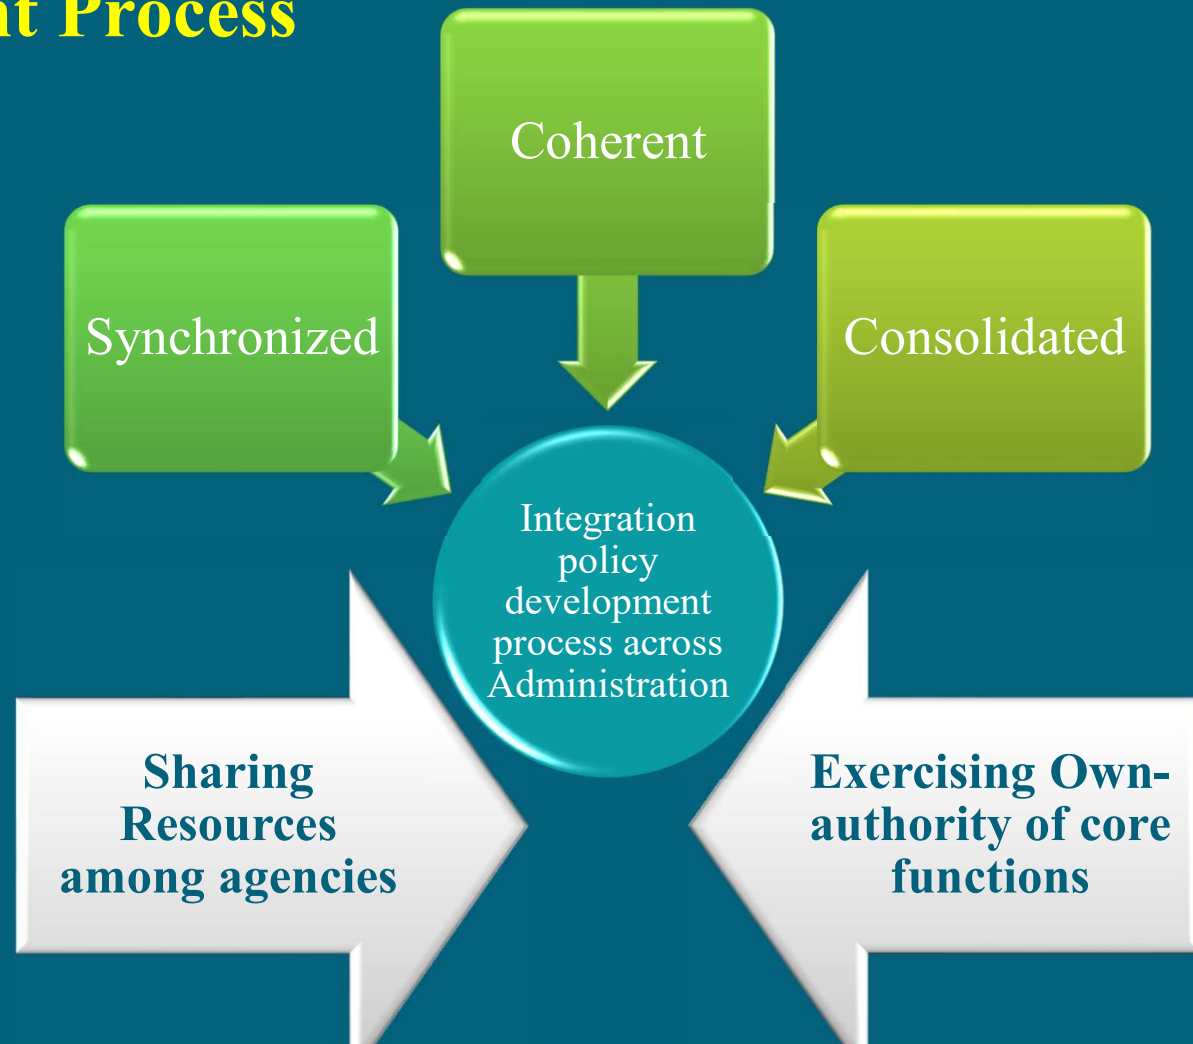 nt Process
Coherent
Synchronized
Consolidated
Integration
policy
development
process across
Administration
Sharing
Resources
among agencies
Exercising Own-
authority of core
functions